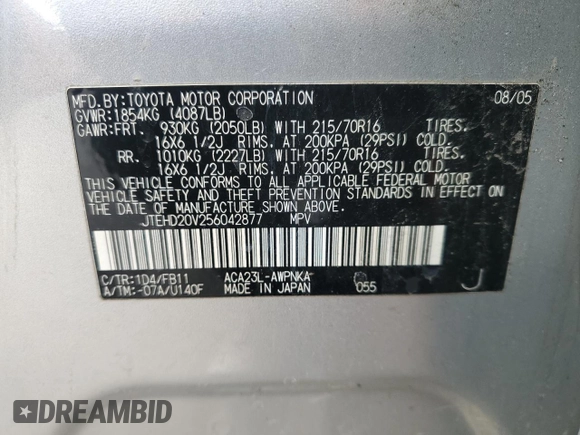 MFD.BY:TOYOTA MOTOR CORPORATION 08/05
GVWR:1854KG (4087LB)
GAWR:FRT. 930KG (2050LB) WITH 215/70R16 TIRES.
16X6 1/2J RIMS, AT 200KPA (29PSI) COLD.
RR. 1010KG (2227LB) WITH 215/70R16 TIRES.
16X6 1/2J RIMS, AT 200KPA (29PSI) COLD.
THIS VEHICLE CONFORMS TO ALL APPLICABLE FEDERAL MOTOR
VEHICLE SAFETY AND THEFT PREVENTION STANDARDS IN EFFECT ON
THE DATE OF MANUFACTURE SHOWN ABOVE.
JTEHD20V256042877 MPV
C/TR:1D4/FB11 ACA23L-AWPNKA
A/TM:-07A/U140F MADE IN JAPAN 055 J
DREAMBID